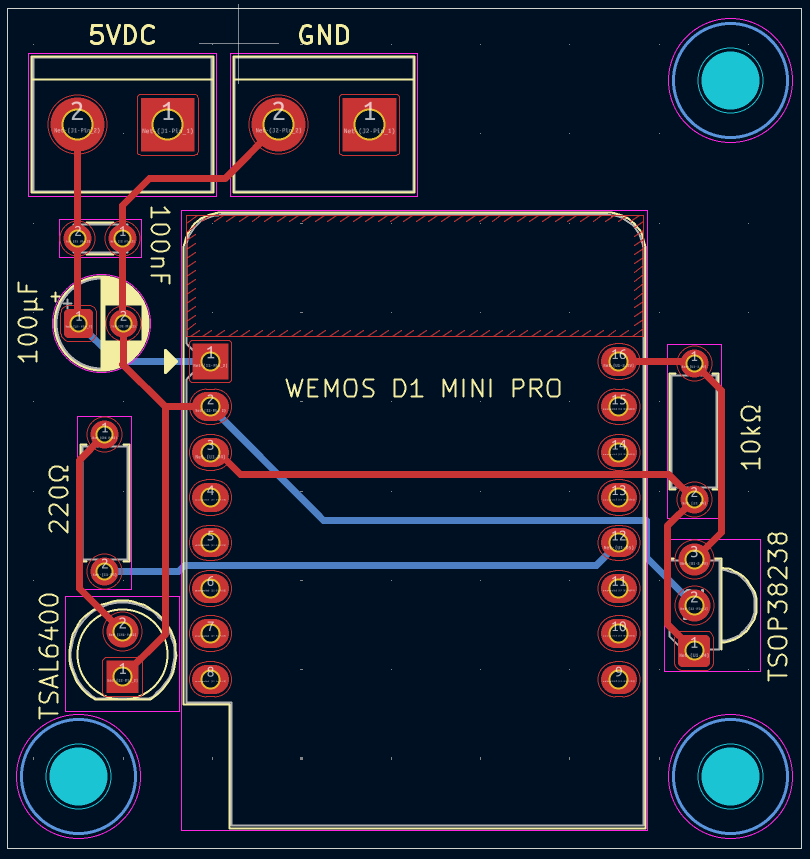 5VDC GND
2 1 2 1
Net-(J1-Pin_2) Net-(J1-Pin_1) Net-(J2-Pin_2) Net-(J2-Pin_1)
2 1
100nF
100µF
+
1 2
1 16
WEMOS D1 MINI PRO
1
2 15
3 14
10kΩ
1
220Ω
4 13
2
5 12
3
2
6 11
2
TSOP38238
TSAL6400
2
7 10
1
1
8 9